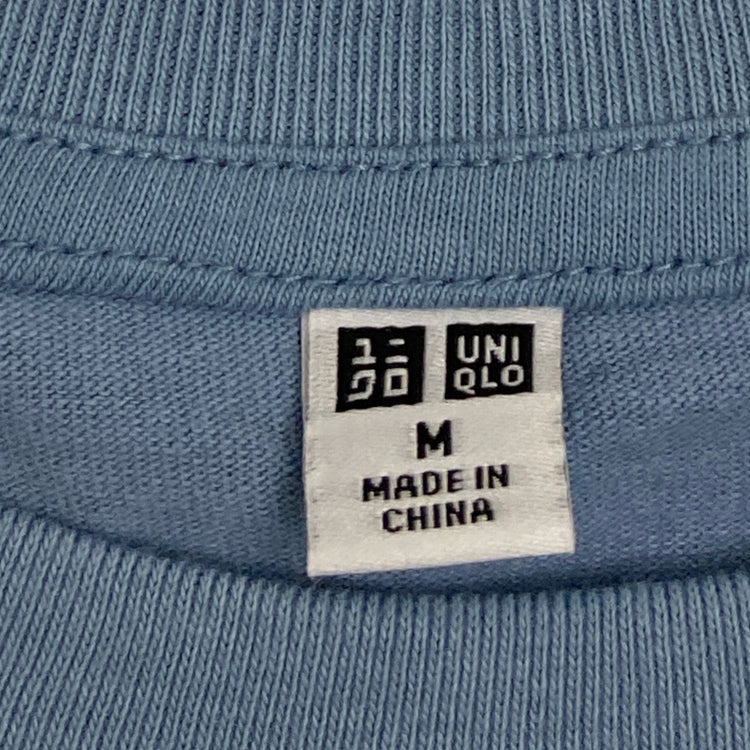 ユニ UNI
クロ QLO
M
MADE IN
CHINA